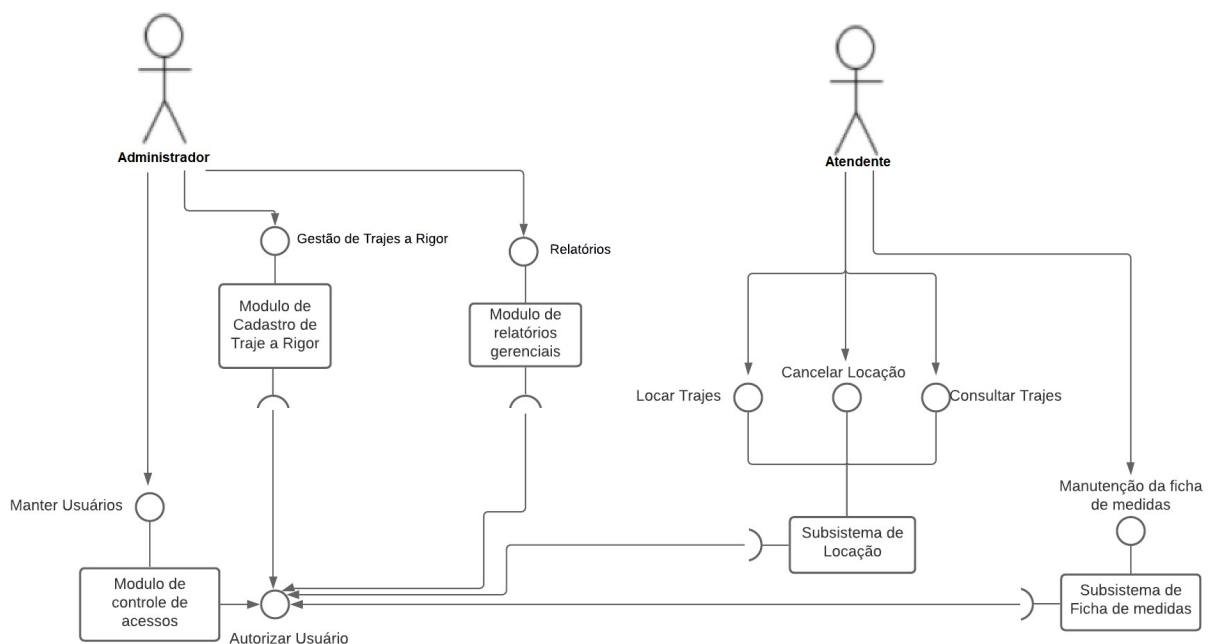 Administrador
Atendente
Gestão de Trajes a Rigor
Relatórios
Modulo de
Cadastro de
Traje a Rigor
Modulo de
relatórios
gerenciais
Cancelar Locação
Locar Trajes
Consultar Trajes
Manter Usuários
Manutenção da ficha
de medidas
Subsistema de
Locação
Modulo de
controle de
acessos
Autorizar Usuário
Subsistema de
Ficha de medidas